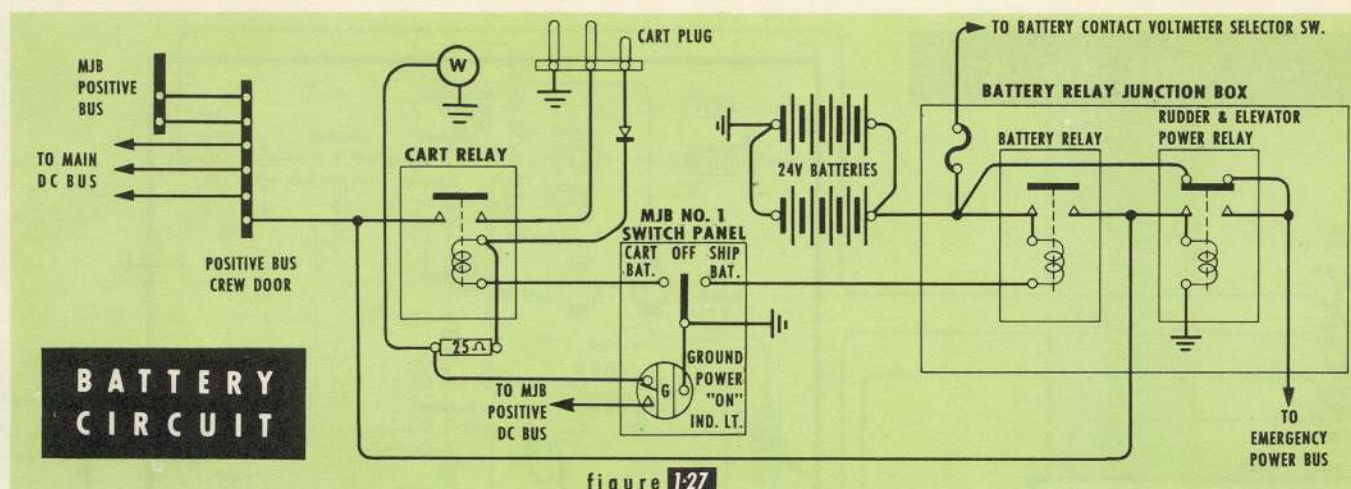 TO BATTERY CONTACT VOLTMETER SELECTOR SW.
CART PLUG
W
MJB
POSITIVE
BUS
BATTERY RELAY JUNCTION BOX
RUDDER & ELEVATOR
POWER RELAY
BATTERY RELAY
TO MAIN
DC BUS
CART RELAY
24V BATTERIES
MJB NO. 1
SWITCH PANEL
CART OFF SHIP
BAT. BAT.
POSITIVE BUS
CREW DOOR
25Ω
GROUND
POWER
"ON"
IND. LT.
G
TO MJB
POSITIVE
DC BUS
BATTERY
CIRCUIT
TO
EMERGENCY
POWER BUS
figure 1-27